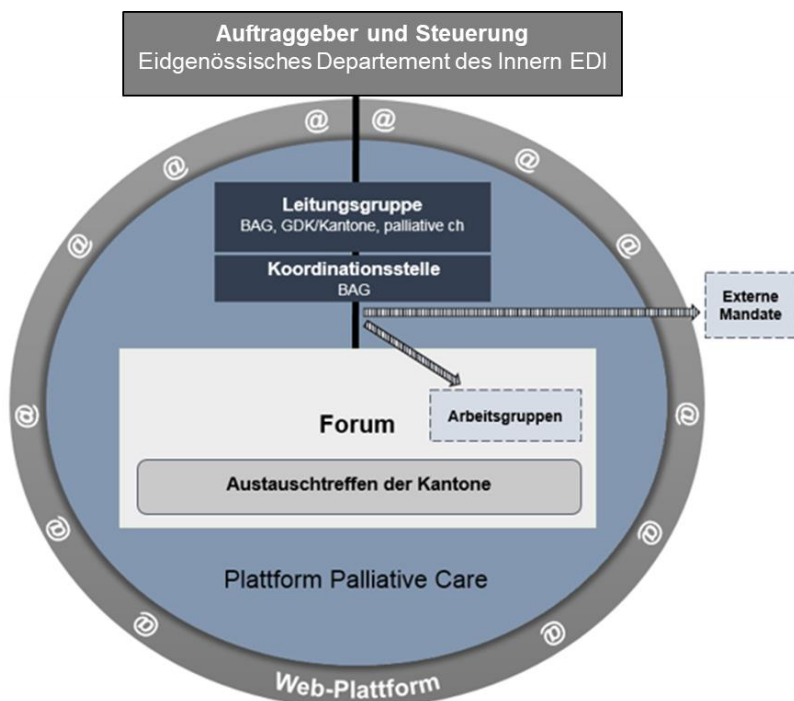 Auftraggeber und Steuerung
Eidgenössisches Departement des Innern EDI
@ @
@ @
@ @
Leitungsgruppe
BAG, GDK/Kantone, palliative ch
Koordinationsstelle
BAG
Externe
Mandate
@ @
Forum
Arbeitsgruppen
Austauschtreffen der Kantone
@ @
Plattform Palliative Care
@ @
Web-Plattform